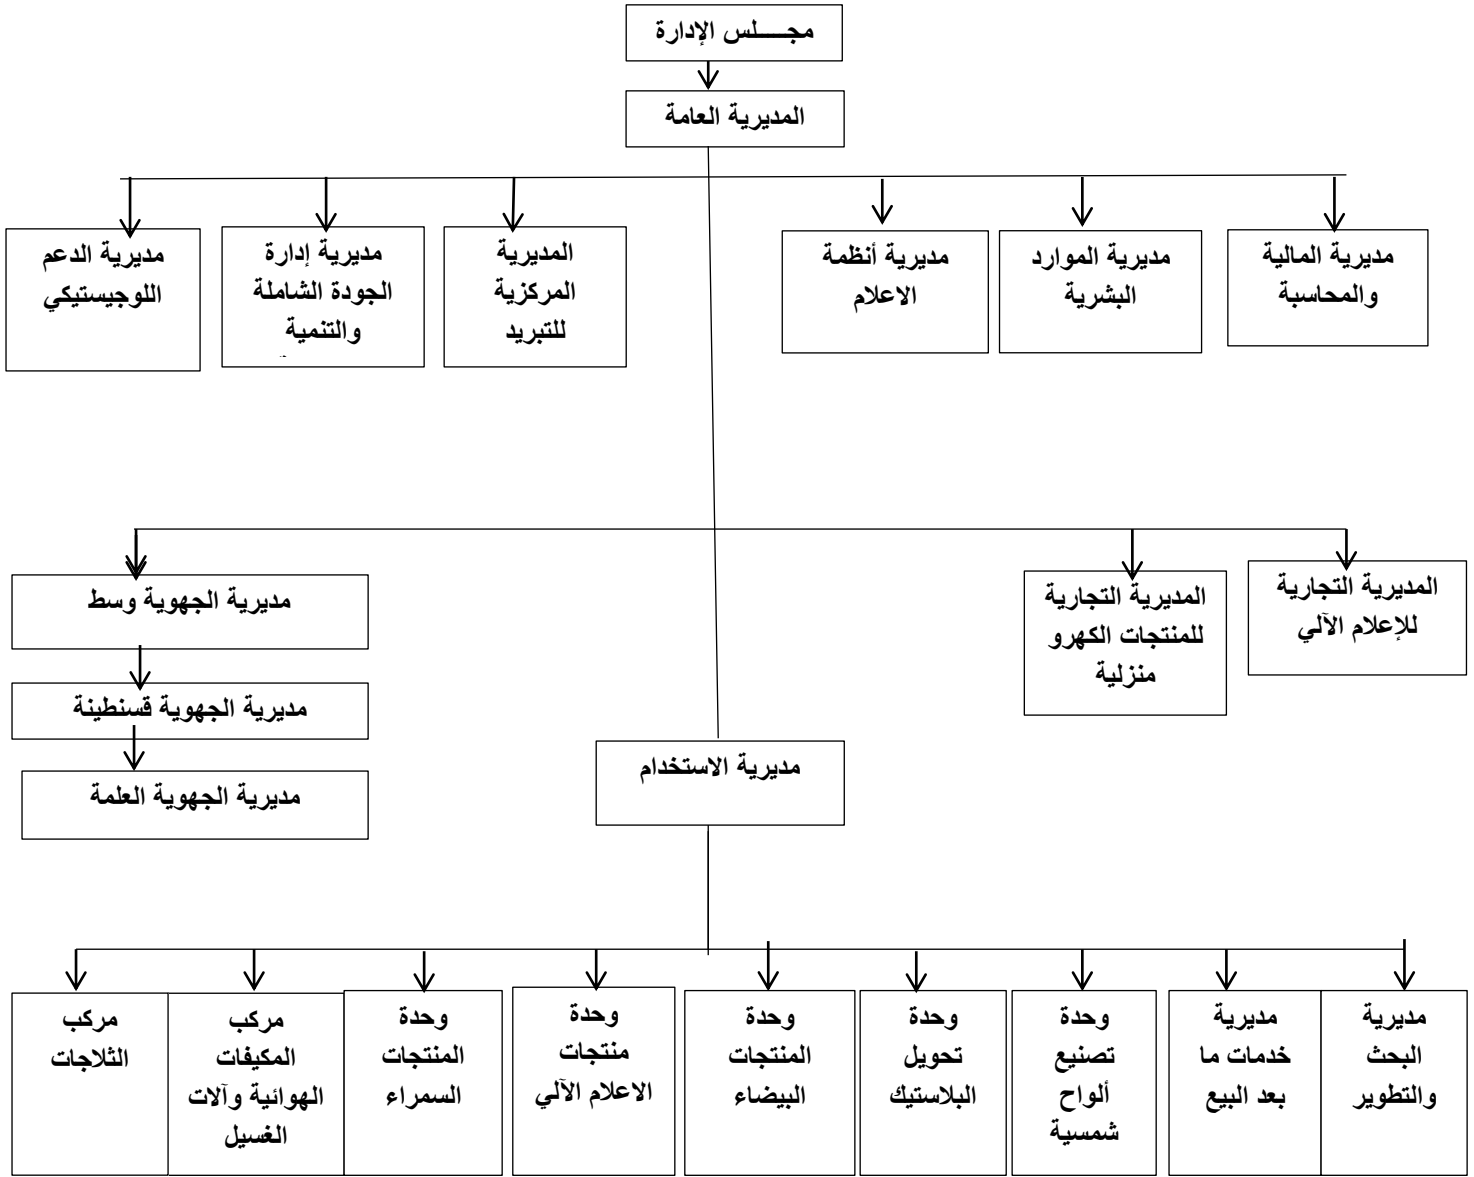 مجـــــلس الإدارة
المديرية العامة
مديرية المالية
والمحاسبة
مديرية الموارد
البشرية
مديرية أنظمة
الاعلام
المديرية
المركزية
للتبريد
مديرية إدارة
الجودة الشاملة
والتنمية
مديرية الدعم
اللوجيستيكي
المديرية التجارية
للإعلام الآلي
المديرية التجارية
للمنتجات الكهرو
منزلية
مديرية الجهوية وسط
مديرية الجهوية قسنطينة
مديرية الجهوية العلمة
مديرية الاستخدام
مديرية
البحث
والتطوير
مديرية
خدمات ما
بعد البيع
وحدة
تصنيع
ألواح
شمسية
وحدة
تحويل
البلاستيك
وحدة
المنتجات
البيضاء
وحدة
منتجات
الاعلام الآلي
وحدة
المنتجات
السمراء
مركب
المكيفات
الهوائية وآلات
الغسيل
مركب
الثلاجات